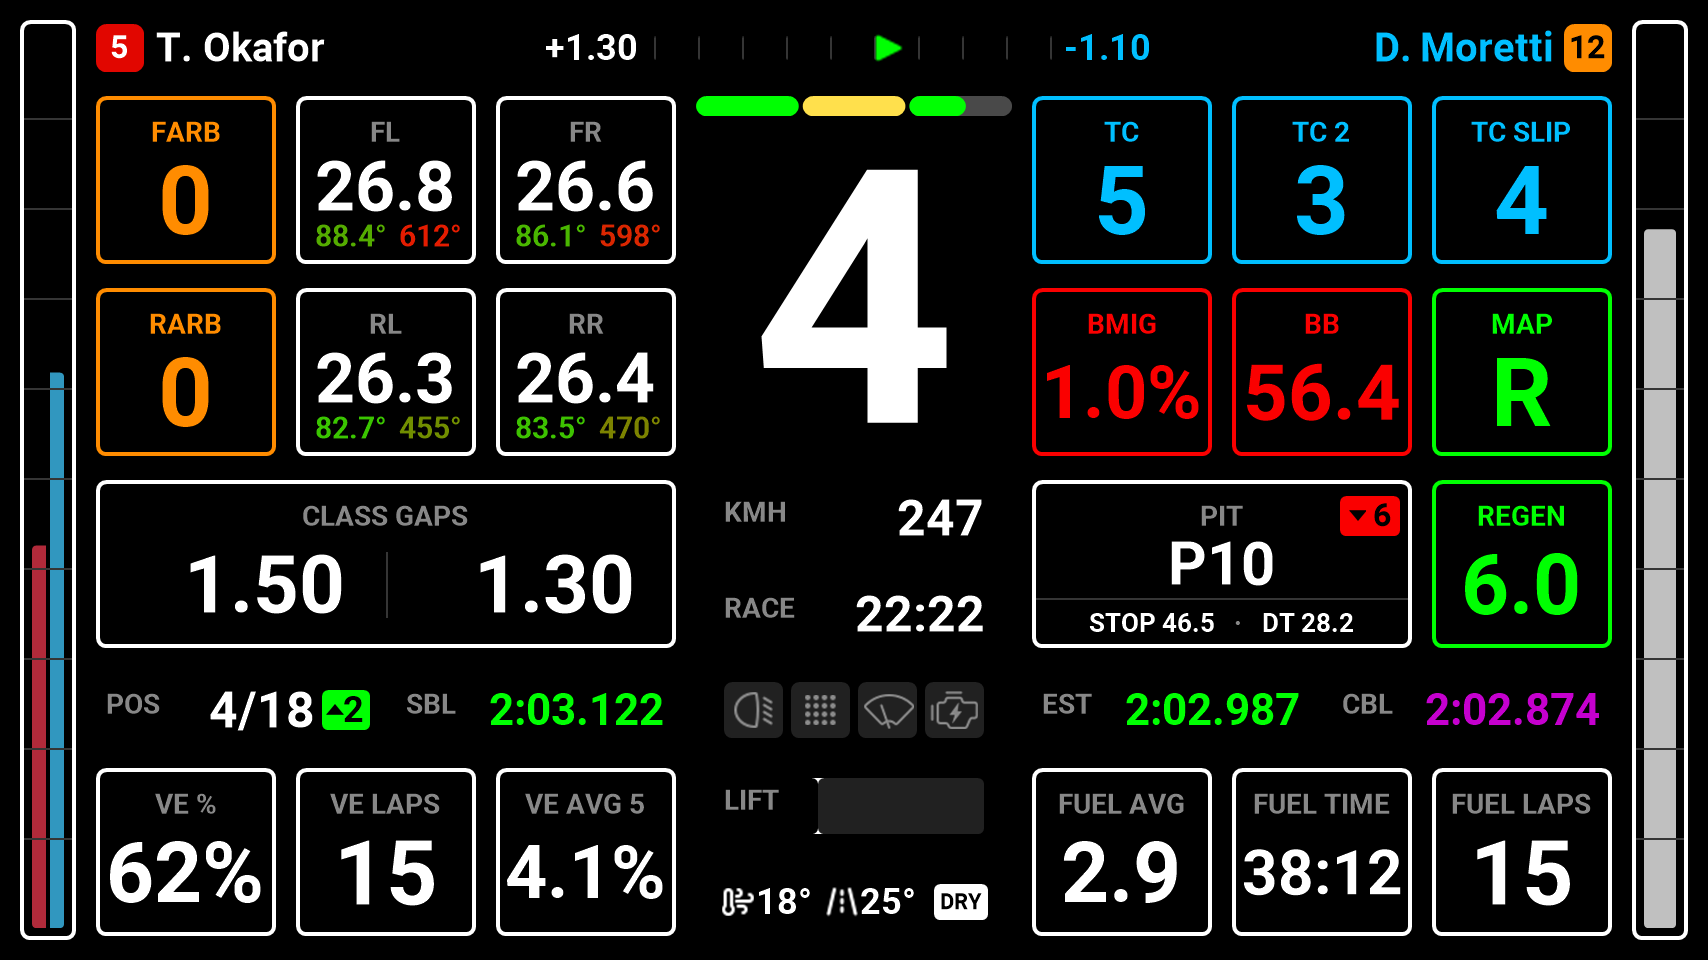 5 T. Okafor +1.30 -1.10 D. Moretti 12
FARB
0
FL
26.8
88.4° 612°
FR
26.6
86.1° 598°
TC
5
TC 2
3
TC SLIP
4
4
RARB
0
RL
26.3
82.7° 455°
RR
26.4
83.5° 470°
BMIG
1.0%
BB
56.4
MAP
R
CLASS GAPS
1.50 1.30
KMH 247
RACE 22:22
PIT 6
P10
STOP 46.5 · DT 28.2
REGEN
6.0
POS 4/18 2 SBL 2:03.122
EST 2:02.987 CBL 2:02.874
VE %
62%
VE LAPS
15
VE AVG 5
4.1%
LIFT
18° 25° DRY
FUEL AVG
2.9
FUEL TIME
38:12
FUEL LAPS
15